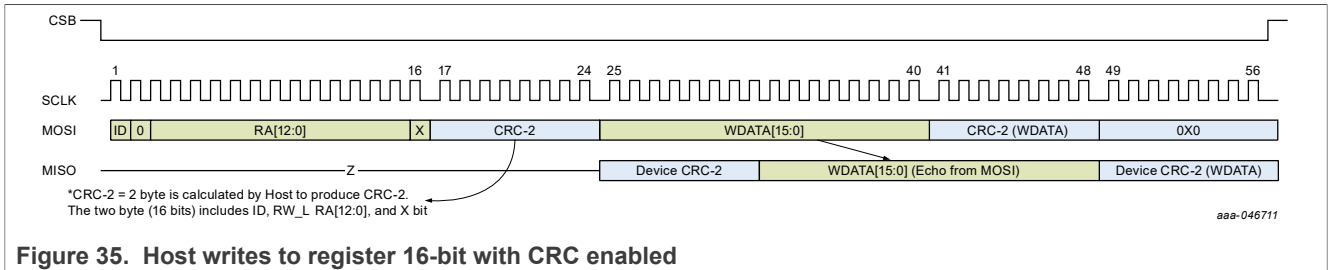 CSB
1 16 17 24 25 40 41 48 49 56
SCLK
MOSI ID 0 RA[12:0] X CRC-2 WDATA[15:0] CRC-2 (WDATA) 0X0
MISO Z Device CRC-2 WDATA[15:0] (Echo from MOSI) Device CRC-2 (WDATA)
*CRC-2 = 2 byte is calculated by Host to produce CRC-2.
The two byte (16 bits) includes ID, RW_L RA[12:0], and X bit
aaa-046711
Figure 35. Host writes to register 16-bit with CRC enabled